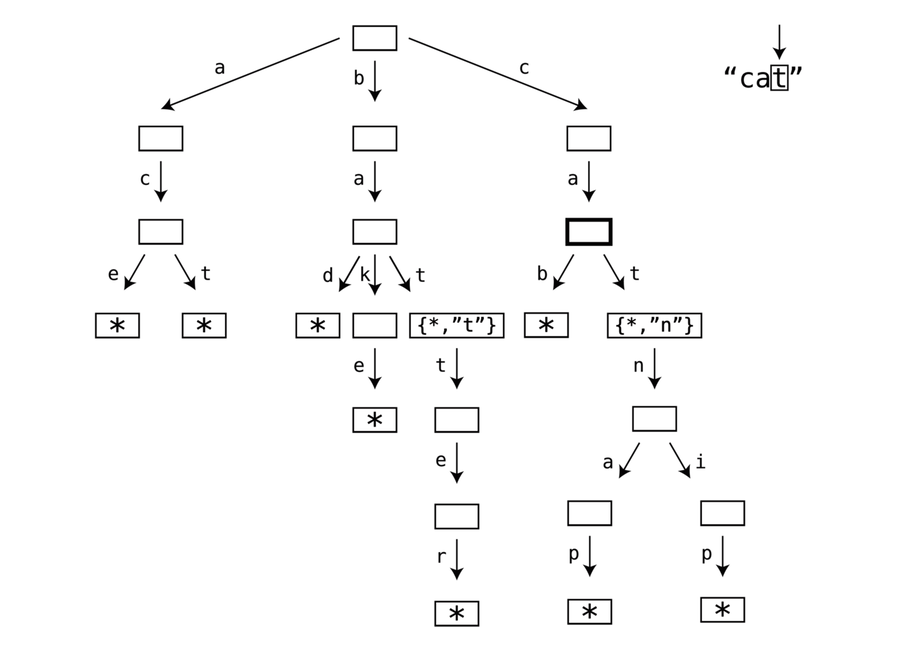 a b c
“cat”
c a a
e t d k t b t
* * * {*,”t”} * {*,”n”}
e t n
*
e a i
r p p
* * *